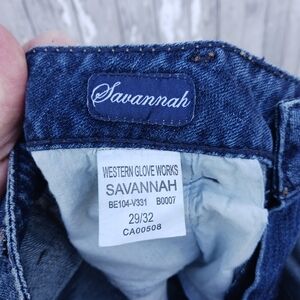 Savannah
WESTERN GLOVE WORKS
SAVANNAH
BE104-V331 B0007
29/32
CA00508